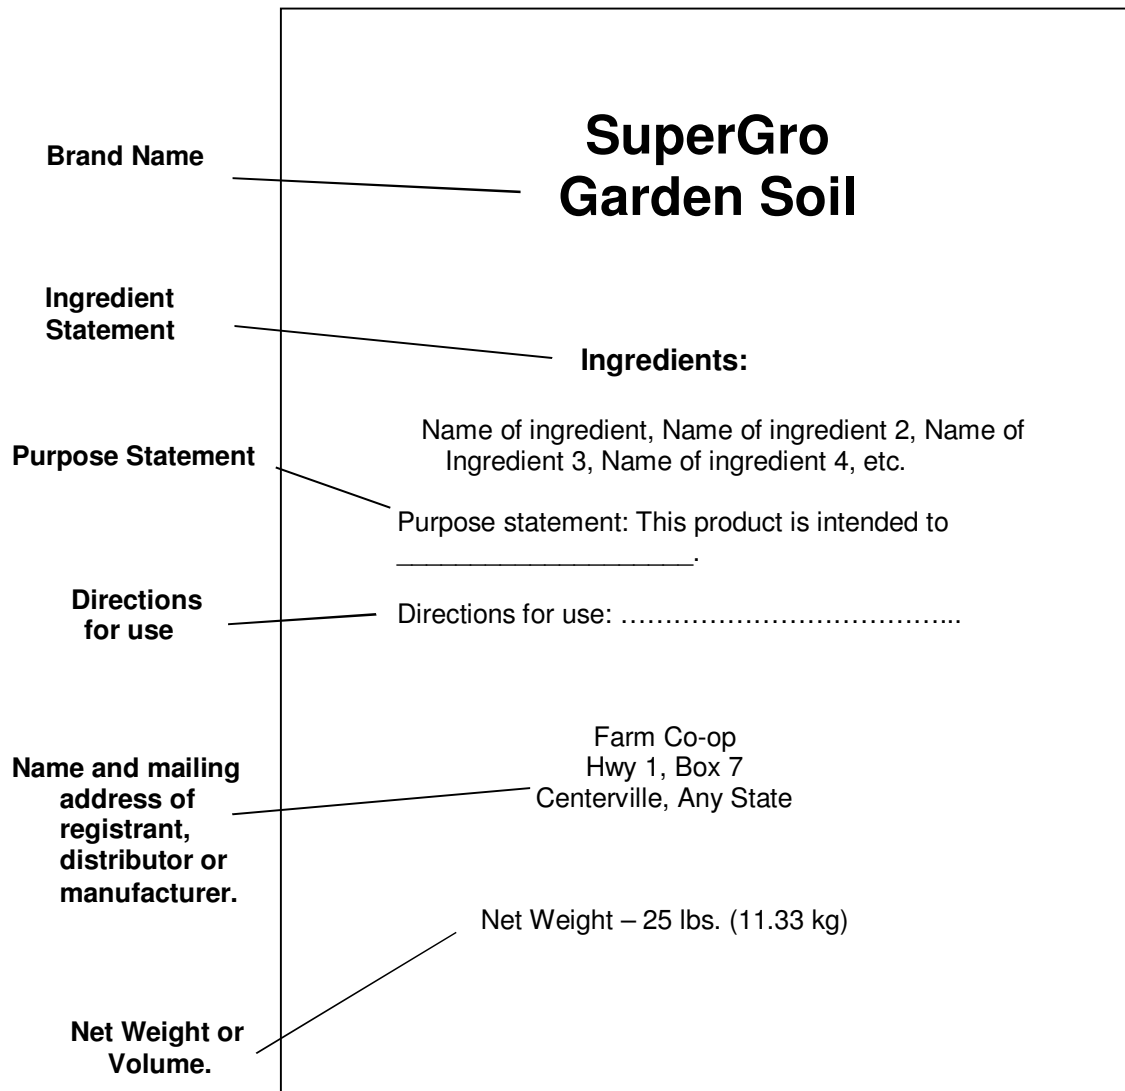 SuperGro
Brand Name
Garden Soil
Ingredient
Statement
Ingredients:
Name of ingredient, Name of ingredient 2, Name of
Purpose Statement
Ingredient 3, Name of ingredient 4, etc.
Purpose statement: This product is intended to
____________________.
Directions
for use
Directions for use: …………………………………...
Farm Co-op
Name and mailing
Hwy 1, Box 7
address of
Centerville, Any State
registrant,
distributor or
manufacturer.
Net Weight – 25 lbs. (11.33 kg)
Net Weight or
Volume.